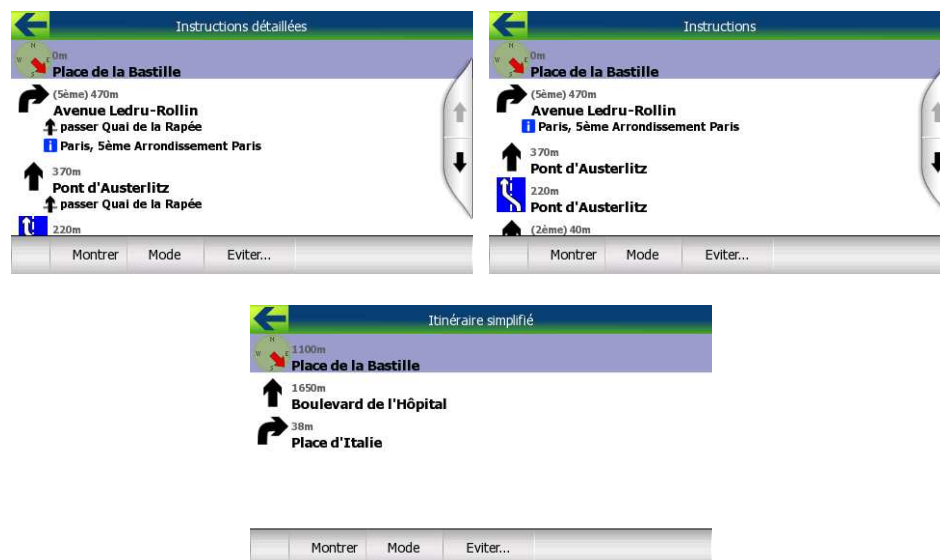 Instructions détaillées
0m
Place de la Bastille
(5ème) 470m
Avenue Ledru-Rollin
passer Quai de la Rapée
Paris, 5ème Arrondissement Paris
370m
Pont d'Austerlitz
passer Quai de la Rapée
220m
Montrer Mode Eviter...
Instructions
0m
Place de la Bastille
(5ème) 470m
Avenue Ledru-Rollin
Paris, 5ème Arrondissement Paris
370m
Pont d'Austerlitz
220m
Pont d'Austerlitz
(2ème) 40m
Montrer Mode Eviter...
Itinéraire simplifié
N
W E
S
1100m
Place de la Bastille
1650m
Boulevard de l'Hôpital
38m
Place d'Italie
Montrer Mode Eviter...